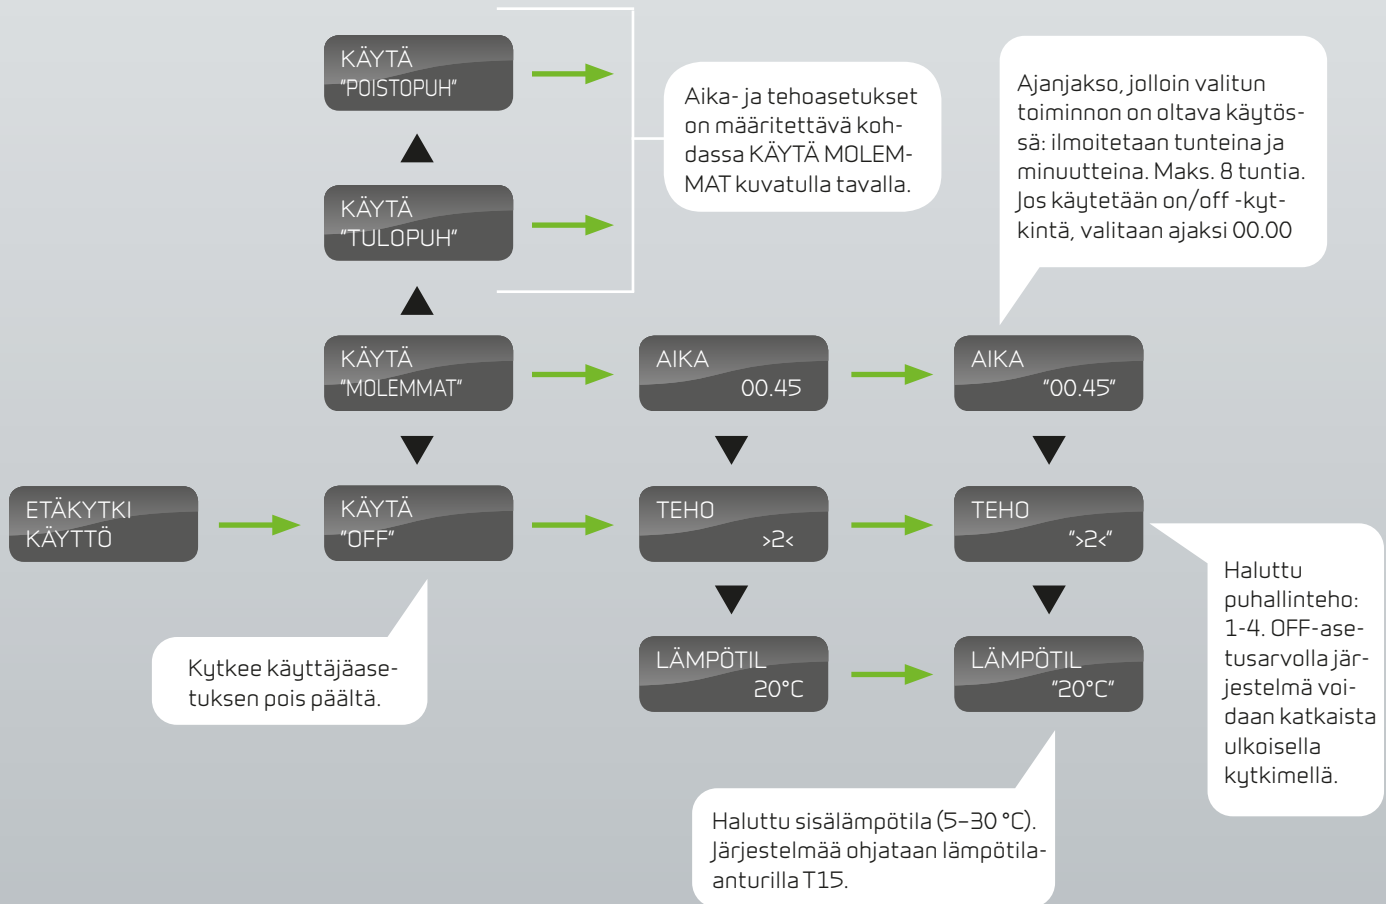 KÄYTÄ
"POISTOPUH"
Aika- ja tehoasetukset
on määritettävä koh-
dassa KÄYTÄ MOLEM-
MAT kuvatulla tavalla.
Ajanjakso, jolloin valitun
toiminnon on oltava käytös-
sä: ilmoitetaan tunteina ja
minuutteina. Maks. 8 tuntia.
Jos käytetään on/off -kyt-
kintä, valitaan ajaksi 00.00
KÄYTÄ
"TULOPUH"
KÄYTÄ
"MOLEMMAT"
AIKA
00.45
AIKA
"00.45"
ETÄKYTKI
KÄYTTÖ
KÄYTÄ
"OFF"
TEHO
>2<
TEHO
">2<"
Kytkee käyttäjäase-
tuksen pois päältä.
LÄMPÖTIL
20°C
LÄMPÖTIL
"20°C"
Haluttu
puhallinteho:
1-4. OFF-ase-
tusarvolla jär-
jestelmä voi-
daan katkaista
ulkoisella
kytkimellä.
Haluttu sisälämpötila (5–30 °C).
Järjestelmää ohjataan lämpötila-
anturilla T15.